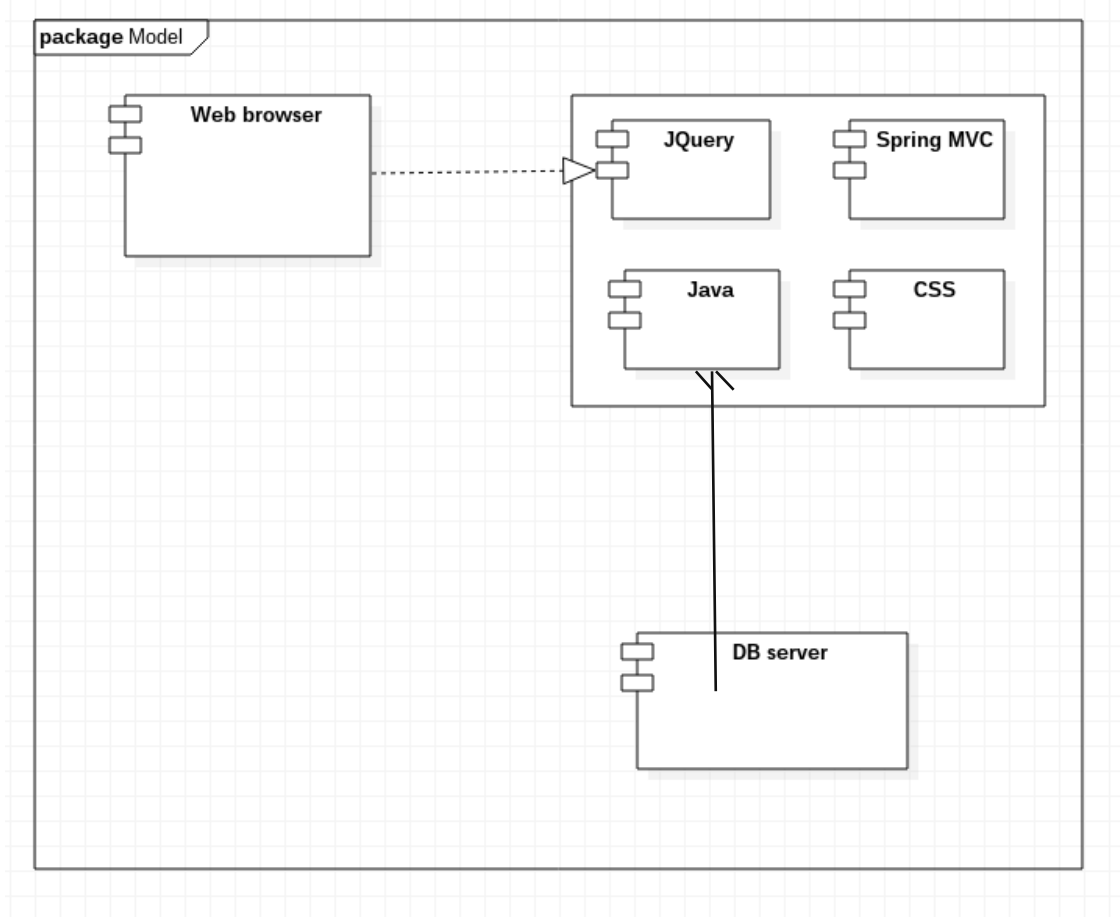 package Model
Web browser
JQuery
Spring MVC
Java
CSS
DB server